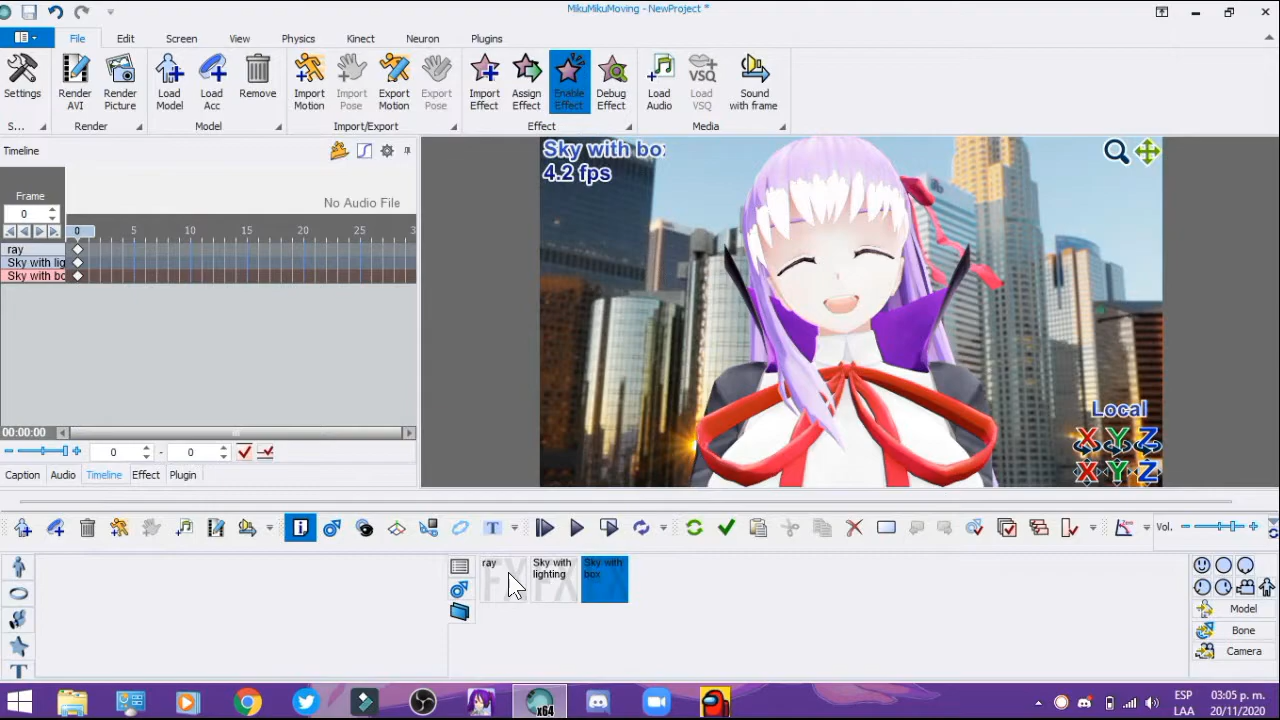 MikuMikuMoving - NewProject *
File Edit Screen View Physics Kinect Neuron Plugins
Settings
Render AVI
Render Picture
Load Model
Load Acc
Remove
Import Motion
Import Pose
Export Motion
Export Pose
Import Effect
Assign Effect
Enable Effect
Debug Effect
Load Audio
Load VSQ
Sound with frame
S... Render Model Import/Export Effect Media
Timeline
Sky with box
4.2 fps
Frame
No Audio File
0
0 5 10 15 20 25 3
ray
Sky with lig
Sky with bo
Local
X Y Z
X Y Z
00:00:00
0 - 0
Caption Audio Timeline Effect Plugin
T
Vol.
ray
Sky with lighting
Sky with box
FX FX
Model
Bone
Camera
T
x64
ESP 03:05 p. m.
LAA 20/11/2020